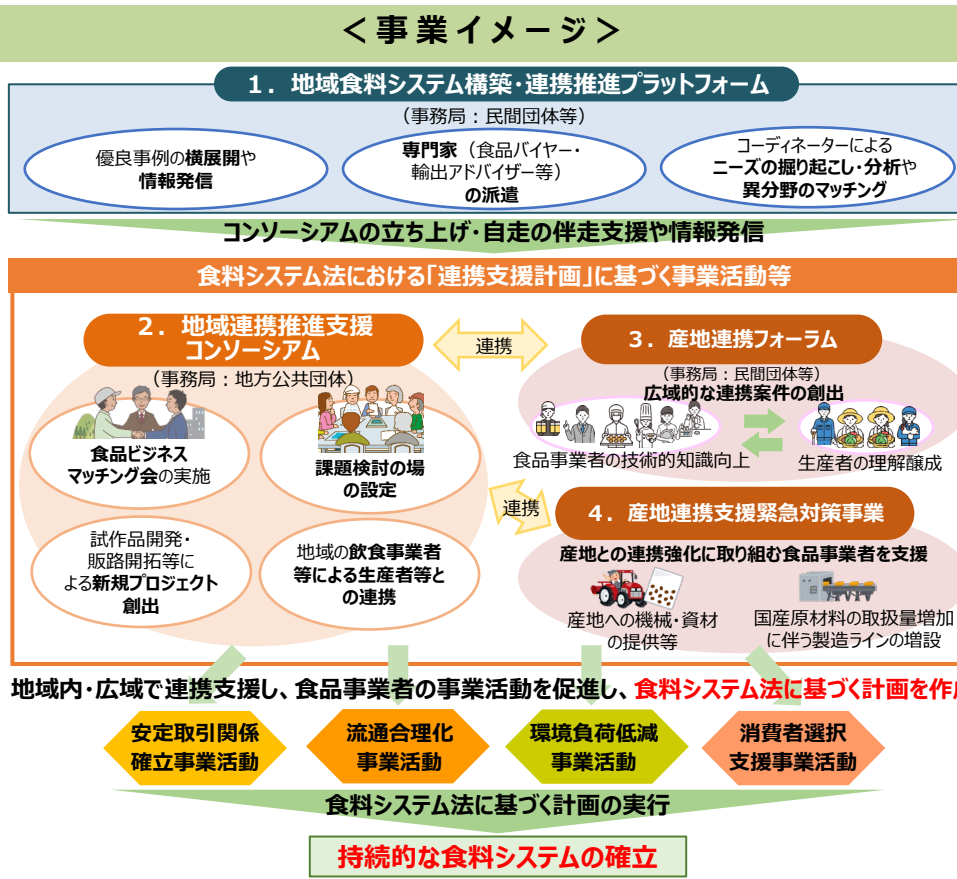 ＜事業イメージ＞
１．地域食料システム構築・連携推進プラットフォーム
（事務局：民間団体等）
優良事例の横展開や
情報発信
専門家（食品バイヤー・
輸出アドバイザー等）
の派遣
コーディネーターによる
ニーズの掘り起こし・分析や
異分野のマッチング
コンソーシアムの立ち上げ・自走の伴走支援や情報発信
食料システム法における「連携支援計画」に基づく事業活動等
２．地域連携推進支援
コンソーシアム
（事務局：地方公共団体）
食品ビジネス
マッチング会の実施
課題検討の場
の設定
試作品開発・
販路開拓等に
よる新規プロジェクト
創出
地域の飲食事業者
等による生産者等と
の連携
連携
３．産地連携フォーラム
（事務局：民間団体等）
広域的な連携案件の創出
食品事業者の技術的知識向上
生産者の理解醸成
連携
４．産地連携支援緊急対策事業
産地との連携強化に取り組む食品事業者を支援
産地への機械・資材
の提供等
国産原材料の取扱量増加
に伴う製造ラインの増設
地域内・広域で連携支援し、食品事業者の事業活動を促進し、食料システム法に基づく計画を作成
安定取引関係
確立事業活動
流通合理化
事業活動
環境負荷低減
事業活動
消費者選択
支援事業活動
食料システム法に基づく計画の実行
持続的な食料システムの確立